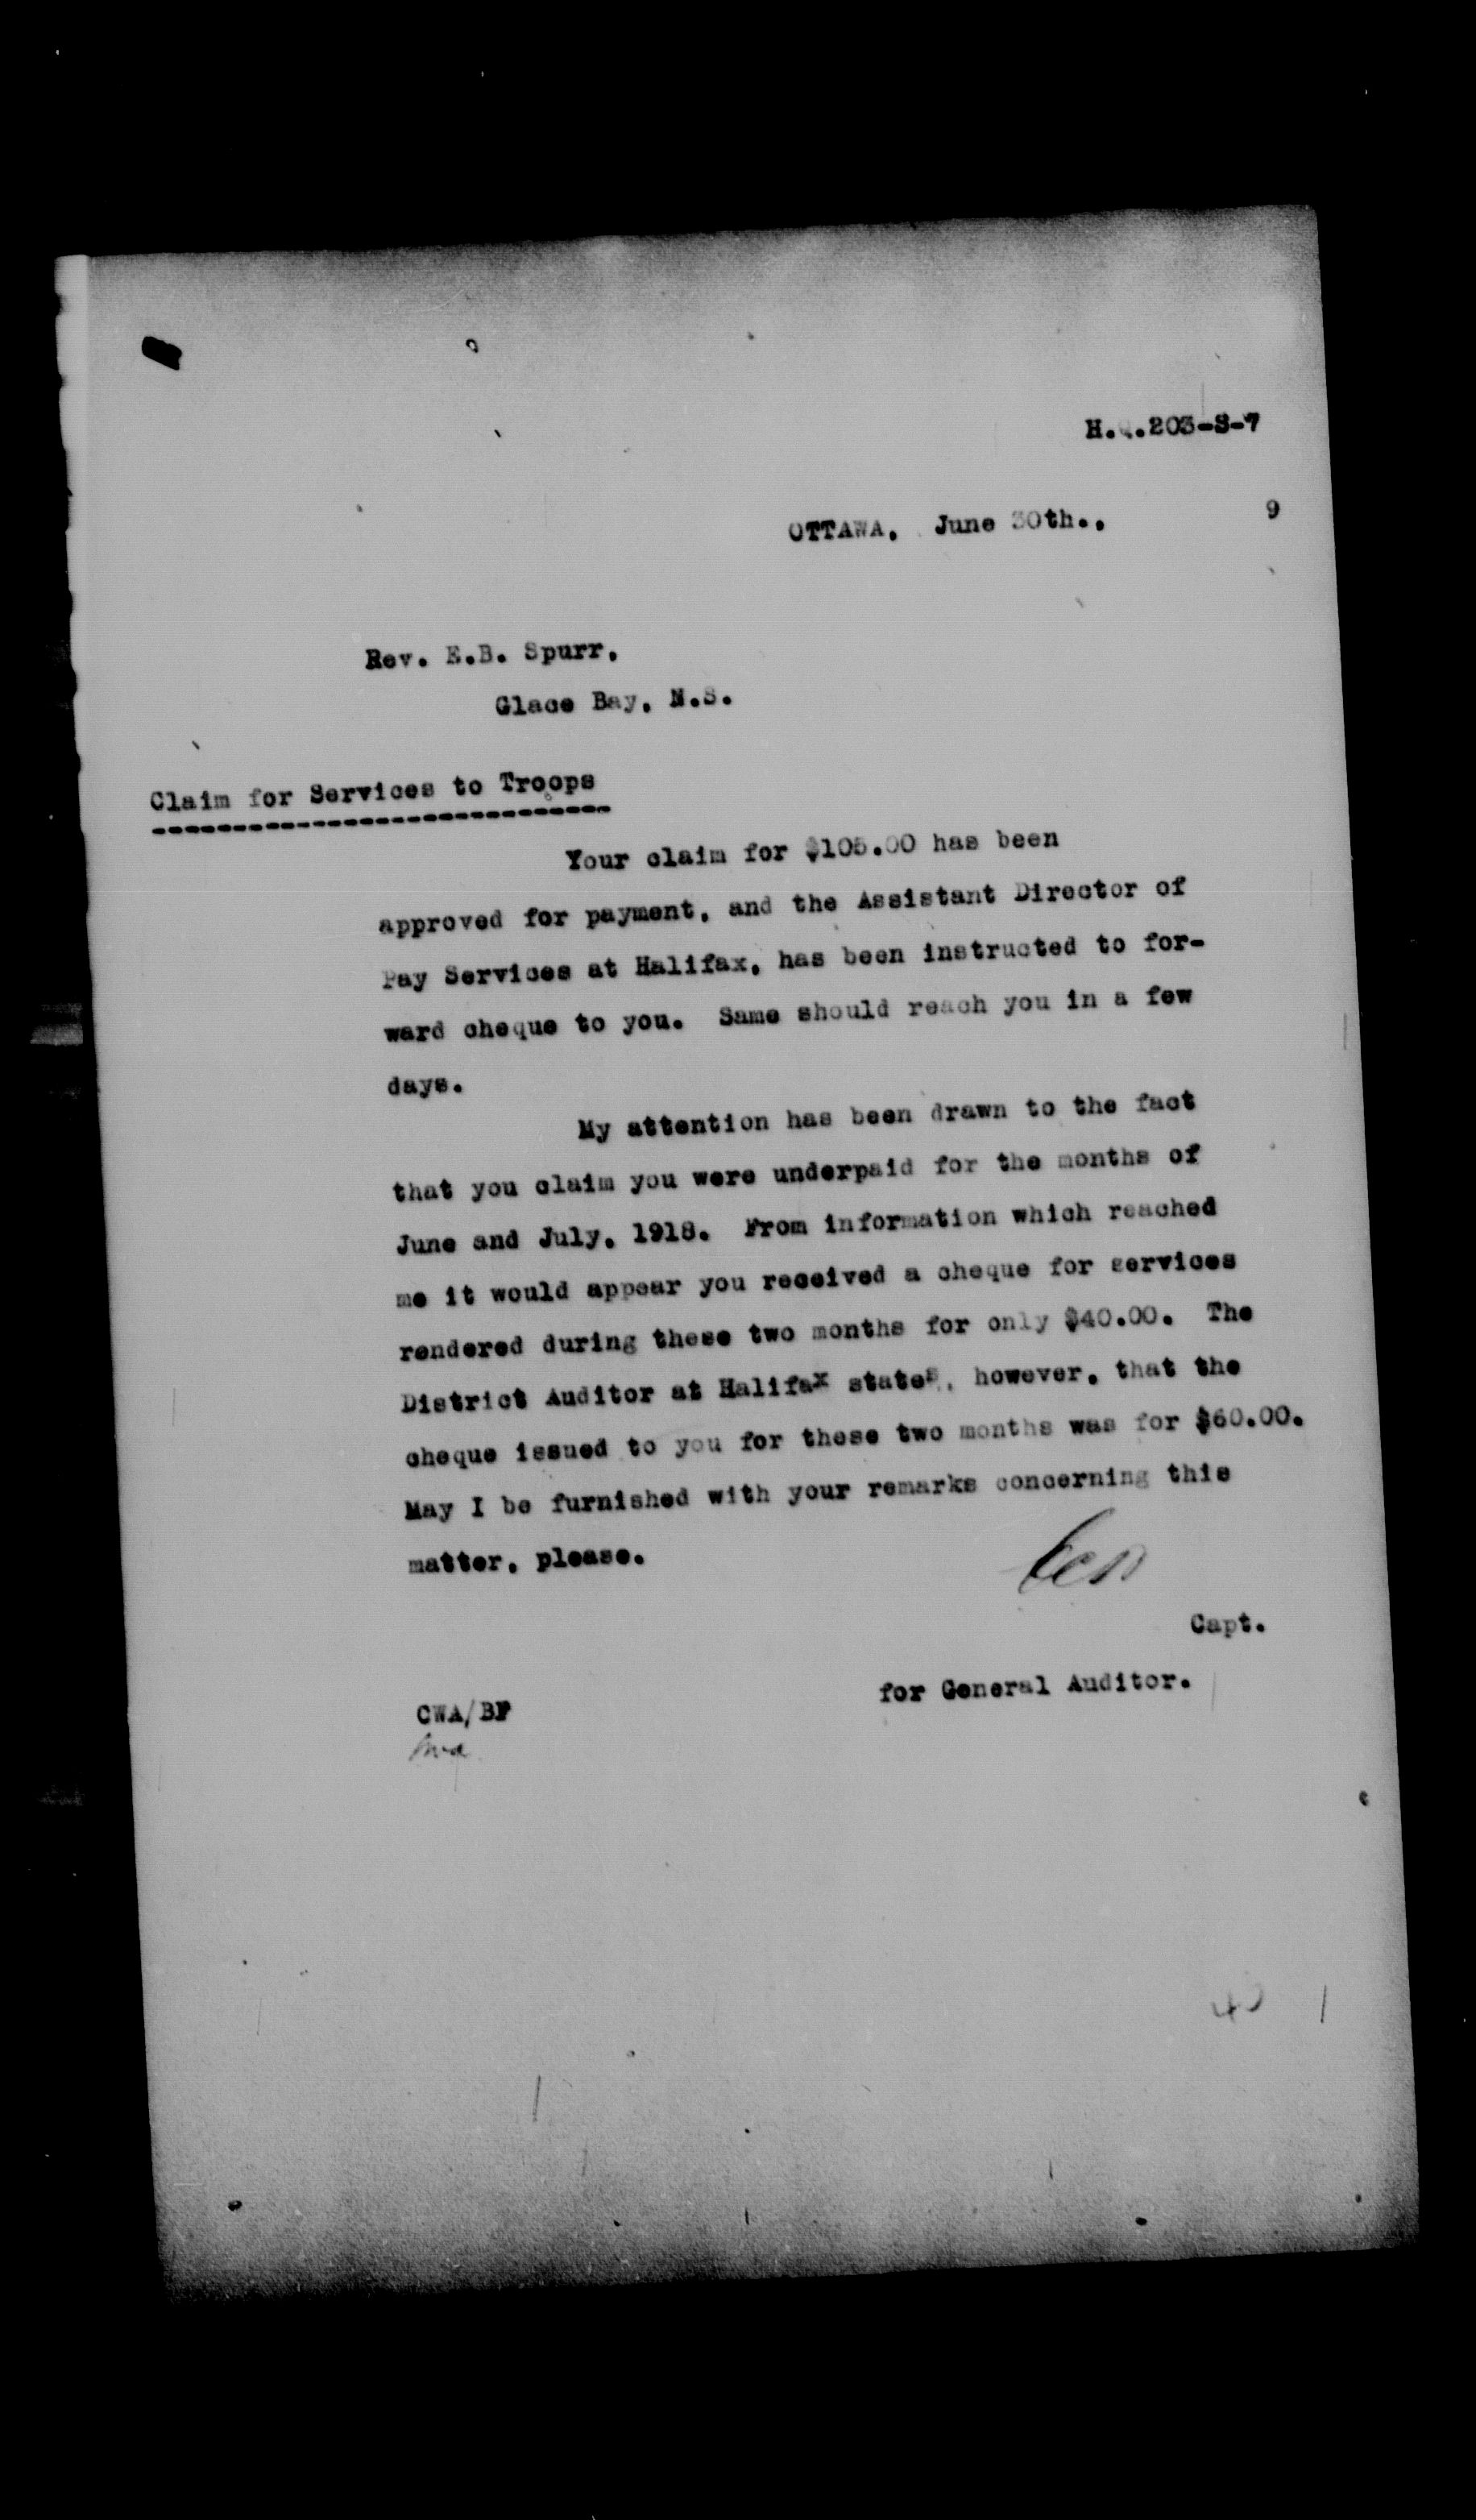 H.Q.203-S-7
OTTAWA, June 30th., 9
Rev. E.B. Spurr,
Glace Bay, N.S.
Claim for Services to Troops
Your claim for $105.00 has been
approved for payment, and the Assistant Director of
Pay Services at Halifax, has been instructed to for-
ward cheque to you. Same should reach you in a few
days.
My attention has been drawn to the fact
that you claim you were underpaid for the months of
June and July, 1918. From information which reached
me it would appear you received a cheque for services
rendered during these two months for only $40.00. The
District Auditor at Halifax states, however, that the
cheque issued to you for these two months was for $60.00.
May I be furnished with your remarks concerning this
matter, please.
Capt.
for General Auditor.
CWA/BP
40